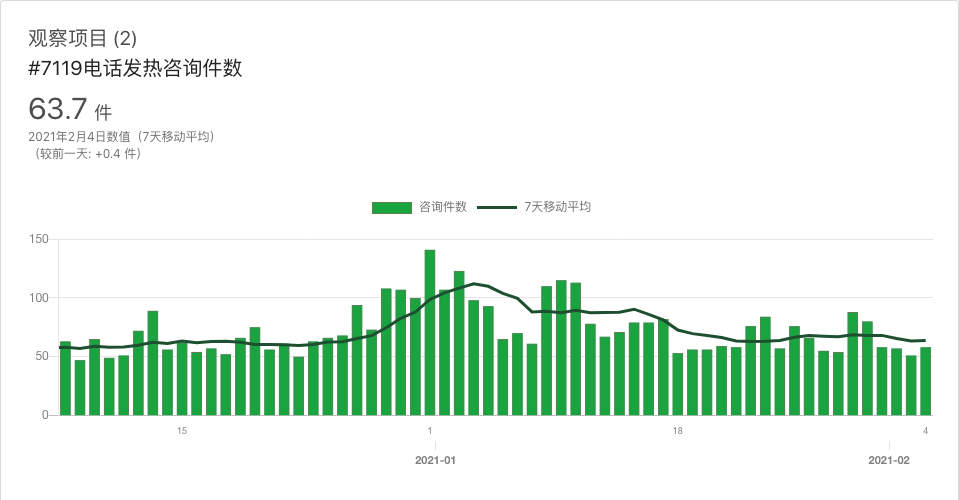 观察项目 (2)
#7119电话发热咨询件数
63.7 件
2021年2月4日数值（7天移动平均）
（较前一天: +0.4 件）
咨询件数 7天移动平均
150
100
50
0
15 1 18 4
2021-01 2021-02